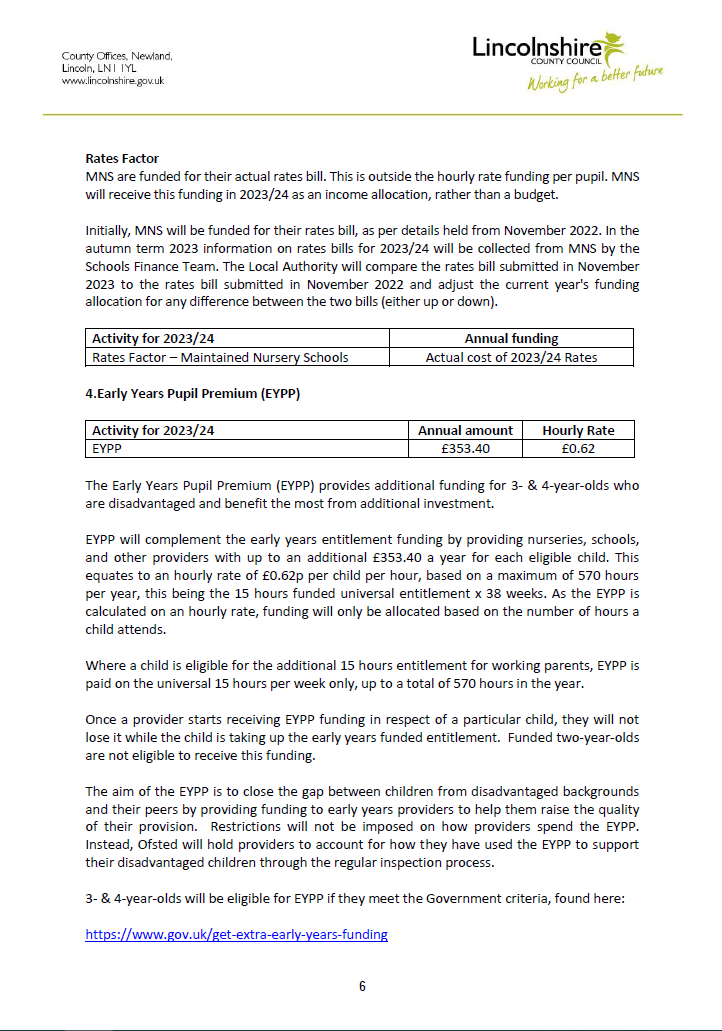 County Offices, Newland,
Lincoln, LN1 1YL
www.lincolnshire.gov.uk
Lincolnshire
COUNTY COUNCIL
Working for a better future
Rates Factor
MNS are funded for their actual rates bill. This is outside the hourly rate funding per pupil. MNS
will receive this funding in 2023/24 as an income allocation, rather than a budget.
Initially, MNS will be funded for their rates bill, as per details held from November 2022. In the
autumn term 2023 information on rates bills for 2023/24 will be collected from MNS by the
Schools Finance Team. The Local Authority will compare the rates bill submitted in November
2023 to the rates bill submitted in November 2022 and adjust the current year's funding
allocation for any difference between the two bills (either up or down).
Activity for 2023/24 Annual funding
Rates Factor – Maintained Nursery Schools Actual cost of 2023/24 Rates
4.Early Years Pupil Premium (EYPP)
Activity for 2023/24 Annual amount Hourly Rate
EYPP £353.40 £0.62
The Early Years Pupil Premium (EYPP) provides additional funding for 3- & 4-year-olds who
are disadvantaged and benefit the most from additional investment.
EYPP will complement the early years entitlement funding by providing nurseries, schools,
and other providers with up to an additional £353.40 a year for each eligible child. This
equates to an hourly rate of £0.62p per child per hour, based on a maximum of 570 hours
per year, this being the 15 hours funded universal entitlement x 38 weeks. As the EYPP is
calculated on an hourly rate, funding will only be allocated based on the number of hours a
child attends.
Where a child is eligible for the additional 15 hours entitlement for working parents, EYPP is
paid on the universal 15 hours per week only, up to a total of 570 hours in the year.
Once a provider starts receiving EYPP funding in respect of a particular child, they will not
lose it while the child is taking up the early years funded entitlement. Funded two-year-olds
are not eligible to receive this funding.
The aim of the EYPP is to close the gap between children from disadvantaged backgrounds
and their peers by providing funding to early years providers to help them raise the quality
of their provision. Restrictions will not be imposed on how providers spend the EYPP.
Instead, Ofsted will hold providers to account for how they have used the EYPP to support
their disadvantaged children through the regular inspection process.
3- & 4-year-olds will be eligible for EYPP if they meet the Government criteria, found here:
https://www.gov.uk/get-extra-early-years-funding
6